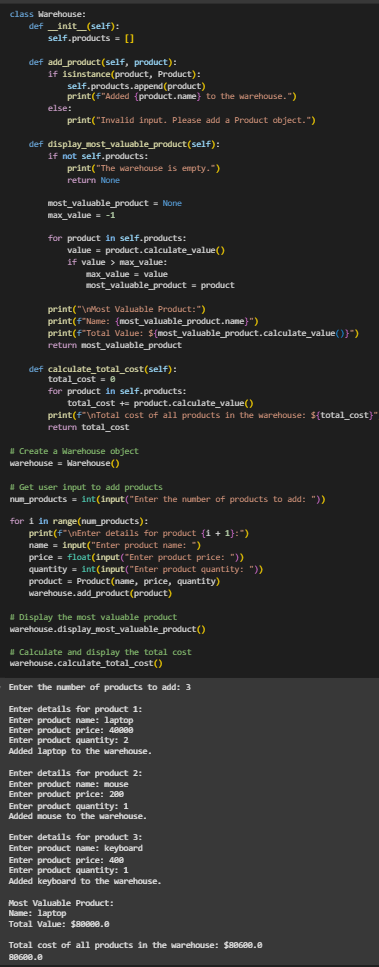 class Warehouse:
    def __init__(self):
        self.products = []

    def add_product(self, product):
        if isinstance(product, Product):
            self.products.append(product)
            print(f"Added {product.name} to the warehouse.")
        else:
            print("Invalid input. Please add a Product object.")

    def display_most_valuable_product(self):
        if not self.products:
            print("The warehouse is empty.")
            return None

        most_valuable_product = None
        max_value = -1

        for product in self.products:
            value = product.calculate_value()
            if value > max_value:
                max_value = value
                most_valuable_product = product

        print("\nMost Valuable Product:")
        print(f"Name: {most_valuable_product.name}")
        print(f"Total Value: ${most_valuable_product.calculate_value()}")
        return most_valuable_product

    def calculate_total_cost(self):
        total_cost = 0
        for product in self.products:
            total_cost += product.calculate_value()
        print(f"\nTotal cost of all products in the warehouse: ${total_cost}"
        return total_cost

# Create a Warehouse object
warehouse = Warehouse()

# Get user input to add products
num_products = int(input("Enter the number of products to add: "))

for i in range(num_products):
    print(f"\nEnter details for product {i + 1}:")
    name = input("Enter product name: ")
    price = float(input("Enter product price: "))
    quantity = int(input("Enter product quantity: "))
    product = Product(name, price, quantity)
    warehouse.add_product(product)

# Display the most valuable product
warehouse.display_most_valuable_product()

# Calculate and display the total cost
warehouse.calculate_total_cost()

Enter the number of products to add: 3

Enter details for product 1:
Enter product name: laptop
Enter product price: 40000
Enter product quantity: 2
Added laptop to the warehouse.

Enter details for product 2:
Enter product name: mouse
Enter product price: 200
Enter product quantity: 1
Added mouse to the warehouse.

Enter details for product 3:
Enter product name: keyboard
Enter product price: 400
Enter product quantity: 1
Added keyboard to the warehouse.

Most Valuable Product:
Name: laptop
Total Value: $80000.0

Total cost of all products in the warehouse: $80600.0
80600.0